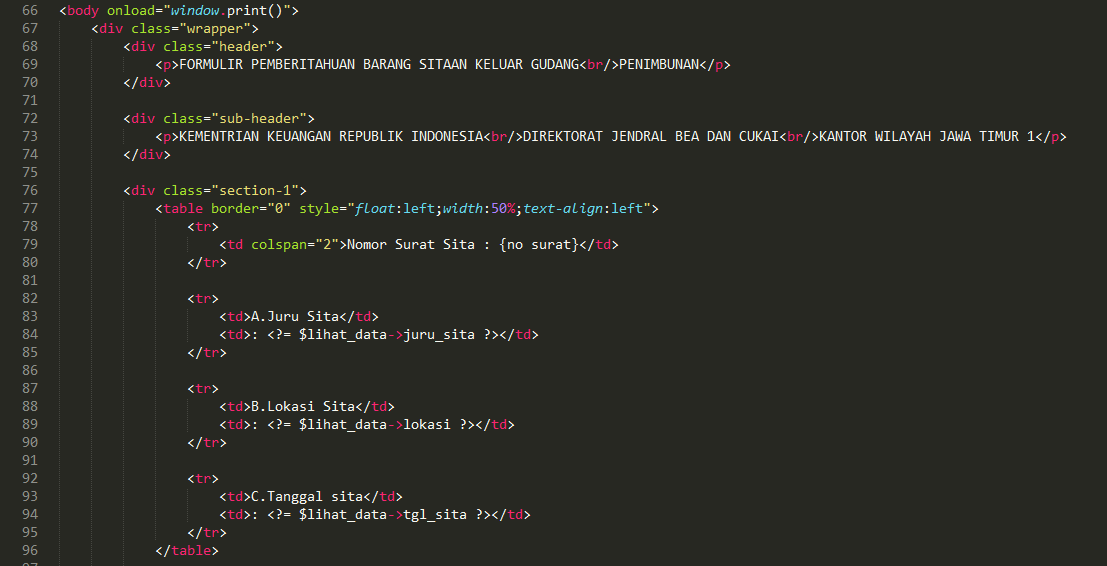 66 <body onload="window.print()">
67 <div class="wrapper">
68 <div class="header">
69 <p>FORMULIR PEMBERITAHUAN BARANG SITAAN KELUAR GUDANG<br/>PENIMBUNAN</p>
70 </div>
71
72 <div class="sub-header">
73 <p>KEMENTRIAN KEUANGAN REPUBLIK INDONESIA<br/>DIREKTORAT JENDRAL BEA DAN CUKAI<br/>KANTOR WILAYAH JAWA TIMUR 1</p>
74 </div>
75
76 <div class="section-1">
77 <table border="0" style="float:left;width:50%;text-align:left">
78 <tr>
79 <td colspan="2">Nomor Surat Sita : {no surat}</td>
80 </tr>
81
82 <tr>
83 <td>A.Juru Sita</td>
84 <td>: <?= $lihat_data->juru_sita ?></td>
85 </tr>
86
87 <tr>
88 <td>B.Lokasi Sita</td>
89 <td>: <?= $lihat_data->lokasi ?></td>
90 </tr>
91
92 <tr>
93 <td>C.Tanggal sita</td>
94 <td>: <?= $lihat_data->tgl_sita ?></td>
95 </tr>
96 </table>